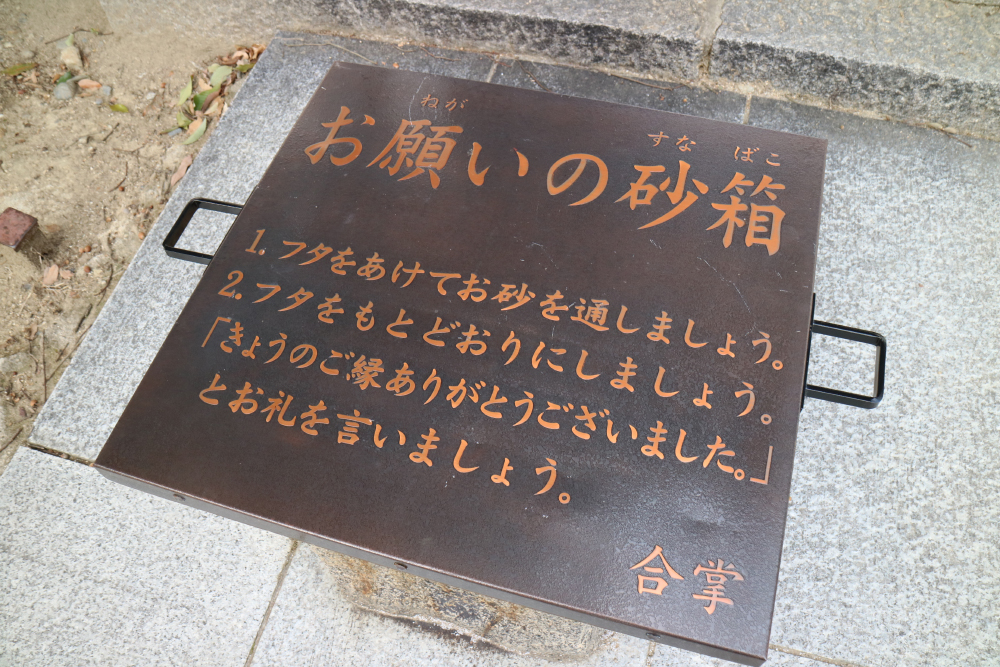 ねが すな ばこ
お願いの砂箱
1.フタをあけてお砂を通しましょう。
2.フタをもとどおりにしましょう。
「きょうのご縁ありがとうございました。」
とお礼を言いましょう。
合掌